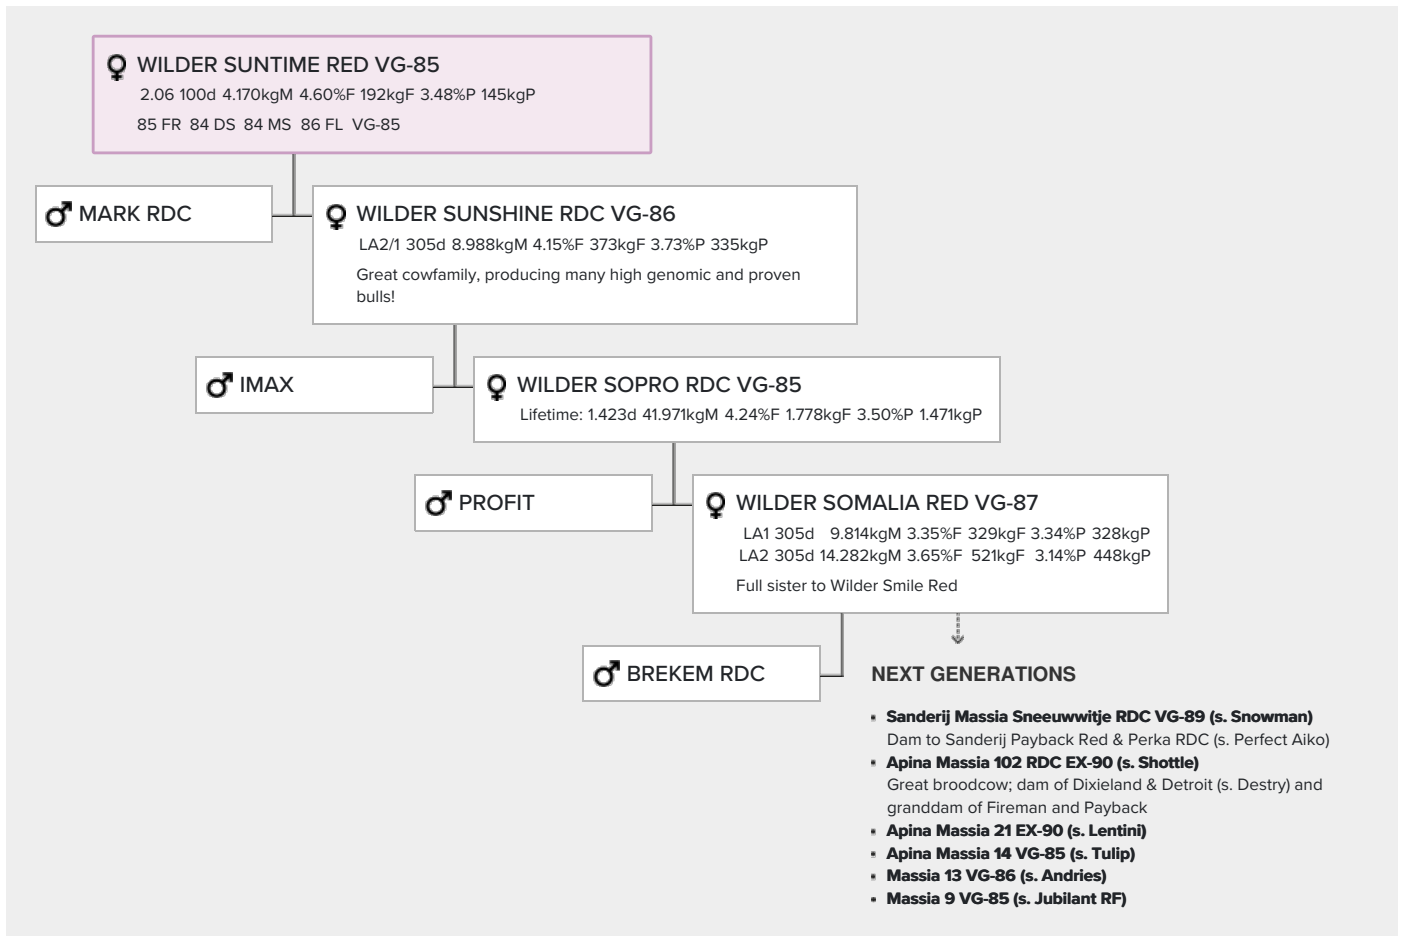 WILDER SUNTIME RED VG-85
2.06 100d 4.170kgM 4.60%F 192kgF 3.48%P 145kgP
85 FR 84 DS 84 MS 86 FL VG-85
MARK RDC
WILDER SUNSHINE RDC VG-86
LA2/1 305d 8.988kgM 4.15%F 373kgF 3.73%P 335kgP
Great cowfamily, producing many high genomic and proven
bulls!
IMAX
WILDER SOPRO RDC VG-85
Lifetime: 1.423d 41.971kgM 4.24%F 1.778kgF 3.50%P 1.471kgP
PROFIT
WILDER SOMALIA RED VG-87
LA1 305d 9.814kgM 3.35%F 329kgF 3.34%P 328kgP
LA2 305d 14.282kgM 3.65%F 521kgF 3.14%P 448kgP
Full sister to Wilder Smile Red
BREKEM RDC
NEXT GENERATIONS
▪ Sanderij Massia Sneeuwwitje RDC VG-89 (s. Snowman)
Dam to Sanderij Payback Red & Perka RDC (s. Perfect Aiko)
▪ Apina Massia 102 RDC EX-90 (s. Shottle)
Great broodcow; dam of Dixieland & Detroit (s. Destry) and
granddam of Fireman and Payback
▪ Apina Massia 21 EX-90 (s. Lentini)
▪ Apina Massia 14 VG-85 (s. Tulip)
▪ Massia 13 VG-86 (s. Andries)
▪ Massia 9 VG-85 (s. Jubilant RF)